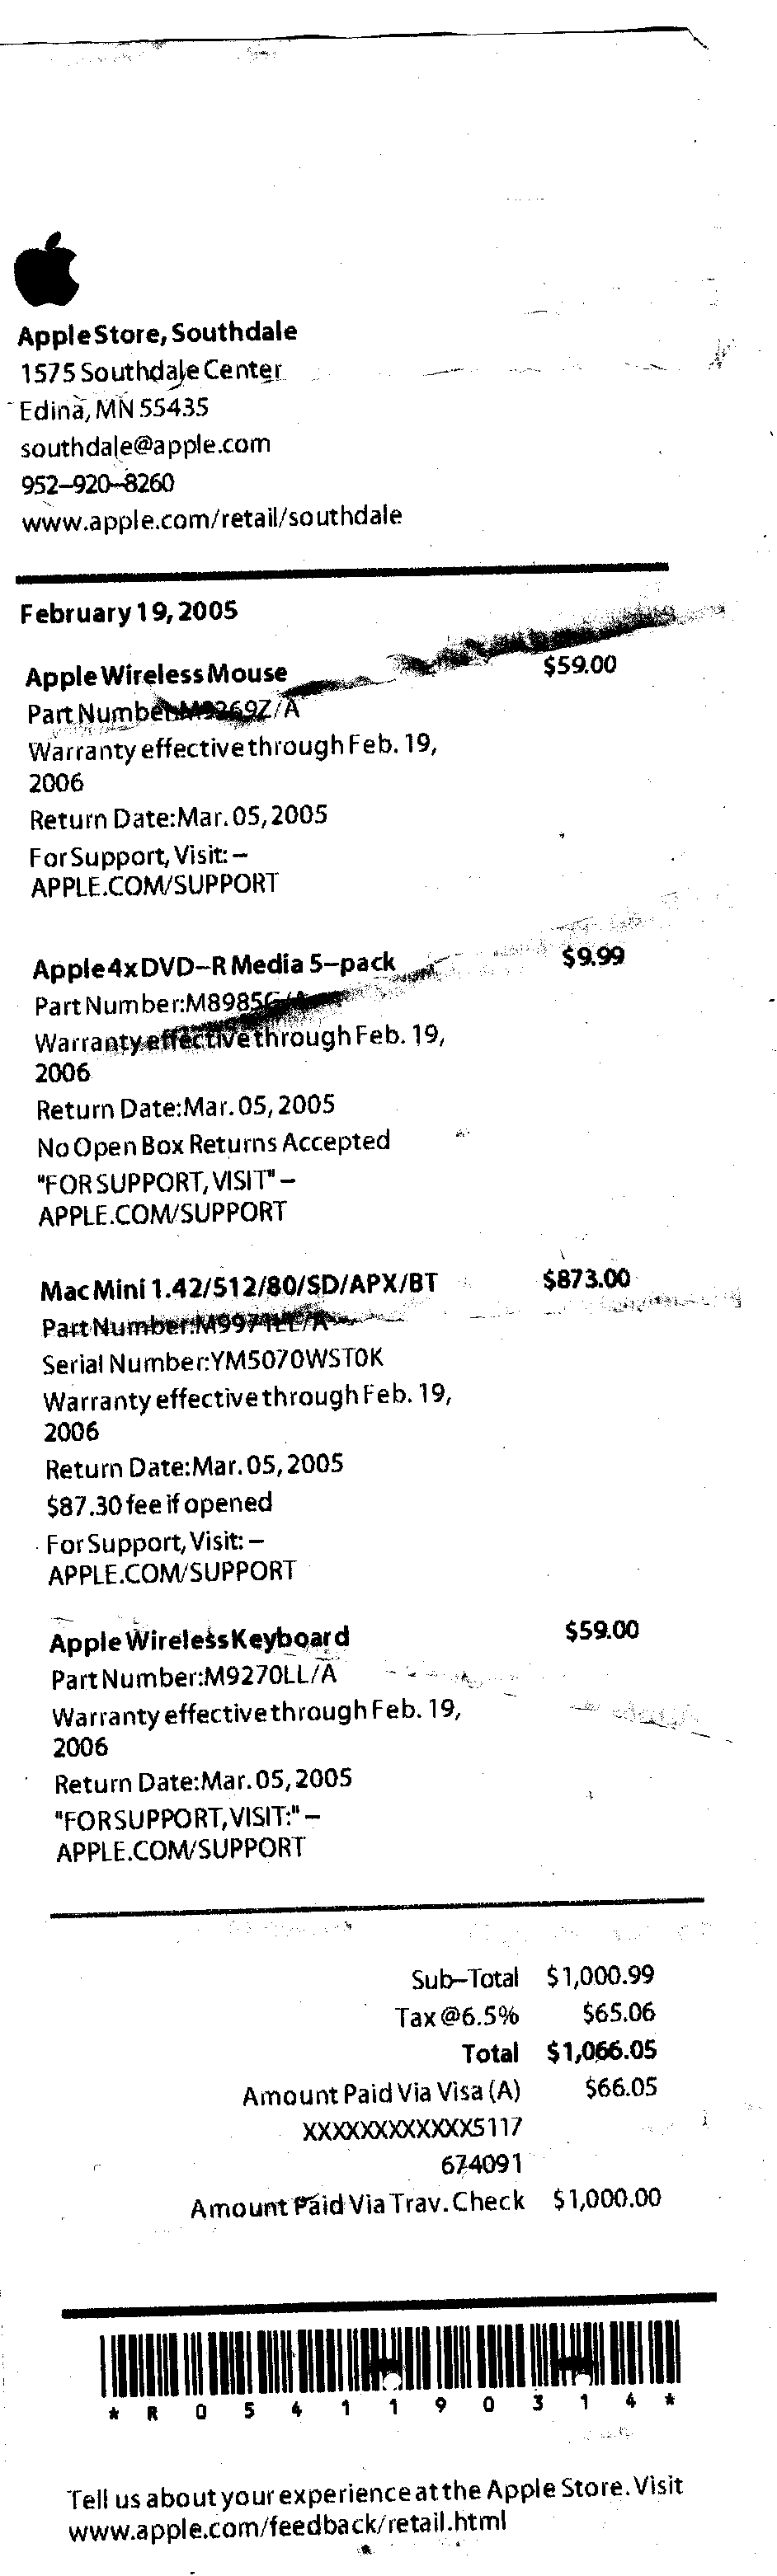 Apple Store, Southdale
1575 Southdale Center
Edina, MN 55435
southdale@apple.com
952-920-8260
www.apple.com/retail/southdale
February 19, 2005
Apple Wireless Mouse $59.00
Part Number:M9269Z/A
Warranty effective through Feb. 19,
2006
Return Date:Mar. 05, 2005
For Support, Visit: -
APPLE.COM/SUPPORT
Apple 4x DVD-R Media 5-pack $9.99
Part Number:M8985G/A
Warranty effective through Feb. 19,
2006
Return Date:Mar. 05, 2005
No Open Box Returns Accepted
"FOR SUPPORT, VISIT" -
APPLE.COM/SUPPORT
Mac Mini 1.42/512/80/SD/APX/BT $873.00
Part Number:M9971LL/A
Serial Number:YM5070WST0K
Warranty effective through Feb. 19,
2006
Return Date:Mar. 05, 2005
$87.30 fee if opened
For Support, Visit: -
APPLE.COM/SUPPORT
Apple Wireless Keyboard $59.00
Part Number:M9270LL/A
Warranty effective through Feb. 19,
2006
Return Date:Mar. 05, 2005
"FOR SUPPORT, VISIT:" -
APPLE.COM/SUPPORT
Sub-Total $1,000.99
Tax @6.5% $65.06
Total $1,066.05
Amount Paid Via Visa (A) $66.05
XXXXXXXXXXXX5117
674091
Amount Paid Via Trav. Check $1,000.00
* R 0 5 4 1 1 9 0 3 1 4 *
Tell us about your experience at the Apple Store. Visit
www.apple.com/feedback/retail.html